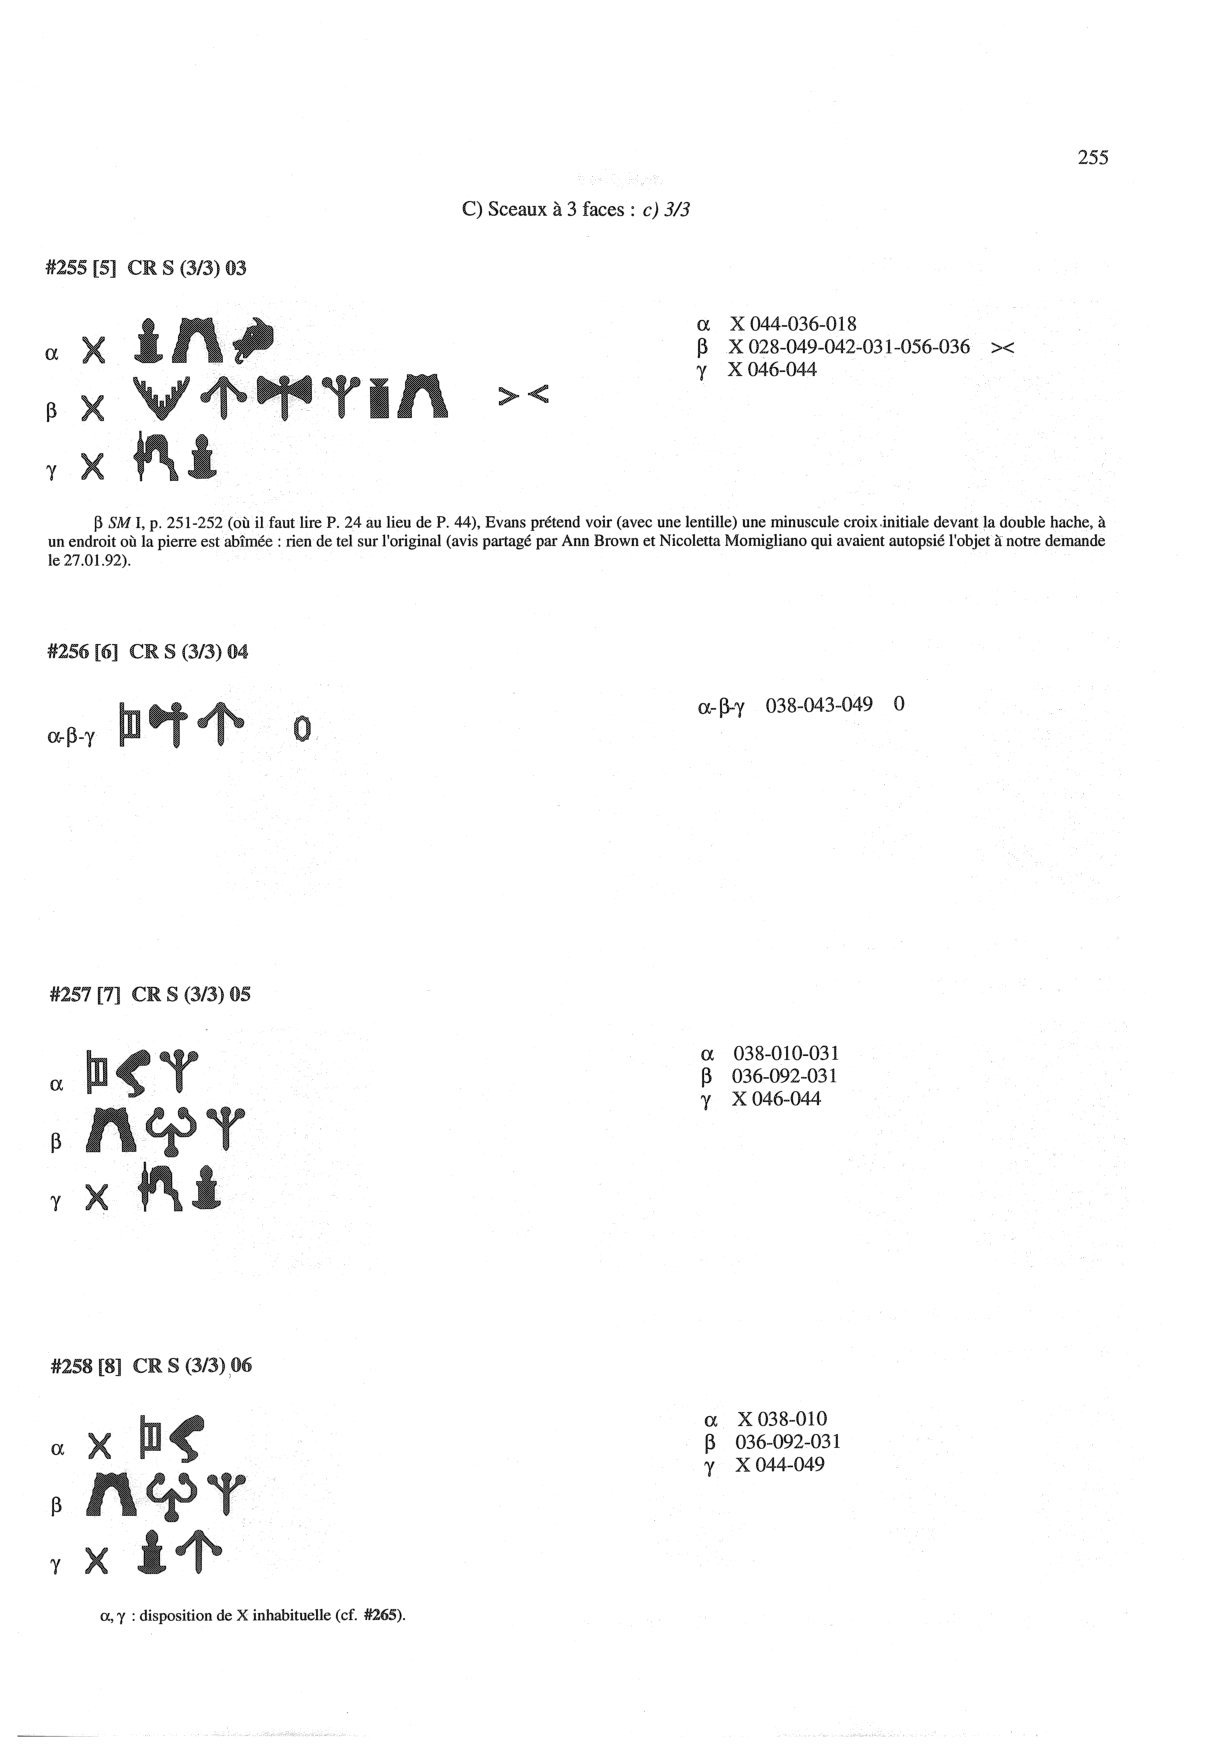 255
C) Sceaux à 3 faces : c) 3/3
#255 [5] CR S (3/3) 03
α X
β X > <
γ X
α X 044-036-018
β X 028-049-042-031-056-036 ><
γ X 046-044
β SM I, p. 251-252 (où il faut lire P. 24 au lieu de P. 44), Evans prétend voir (avec une lentille) une minuscule croix initiale devant la double hache, à
un endroit où la pierre est abîmée : rien de tel sur l'original (avis partagé par Ann Brown et Nicoletta Momigliano qui avaient autopsié l'objet à notre demande
le 27.01.92).
#256 [6] CR S (3/3) 04
α-β-γ 0
α-β-γ 038-043-049 0
#257 [7] CR S (3/3) 05
α
β
γ X
α 038-010-031
β 036-092-031
γ X 046-044
#258 [8] CR S (3/3) 06
α X
β
γ X
α X 038-010
β 036-092-031
γ X 044-049
α, γ : disposition de X inhabituelle (cf. #265).